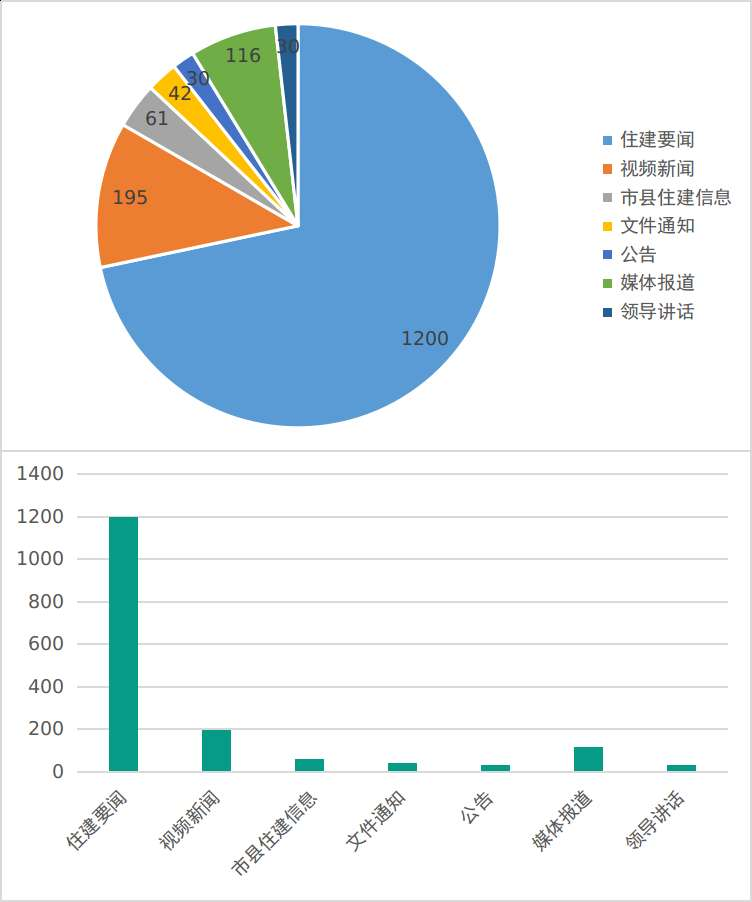 30
116
30
42
61
195
1200
住建要闻
视频新闻
市县住建信息
文件通知
公告
媒体报道
领导讲话
1400
1200
1000
800
600
400
200
0
住建要闻
视频新闻
市县住建信息
文件通知
公告
媒体报道
领导讲话